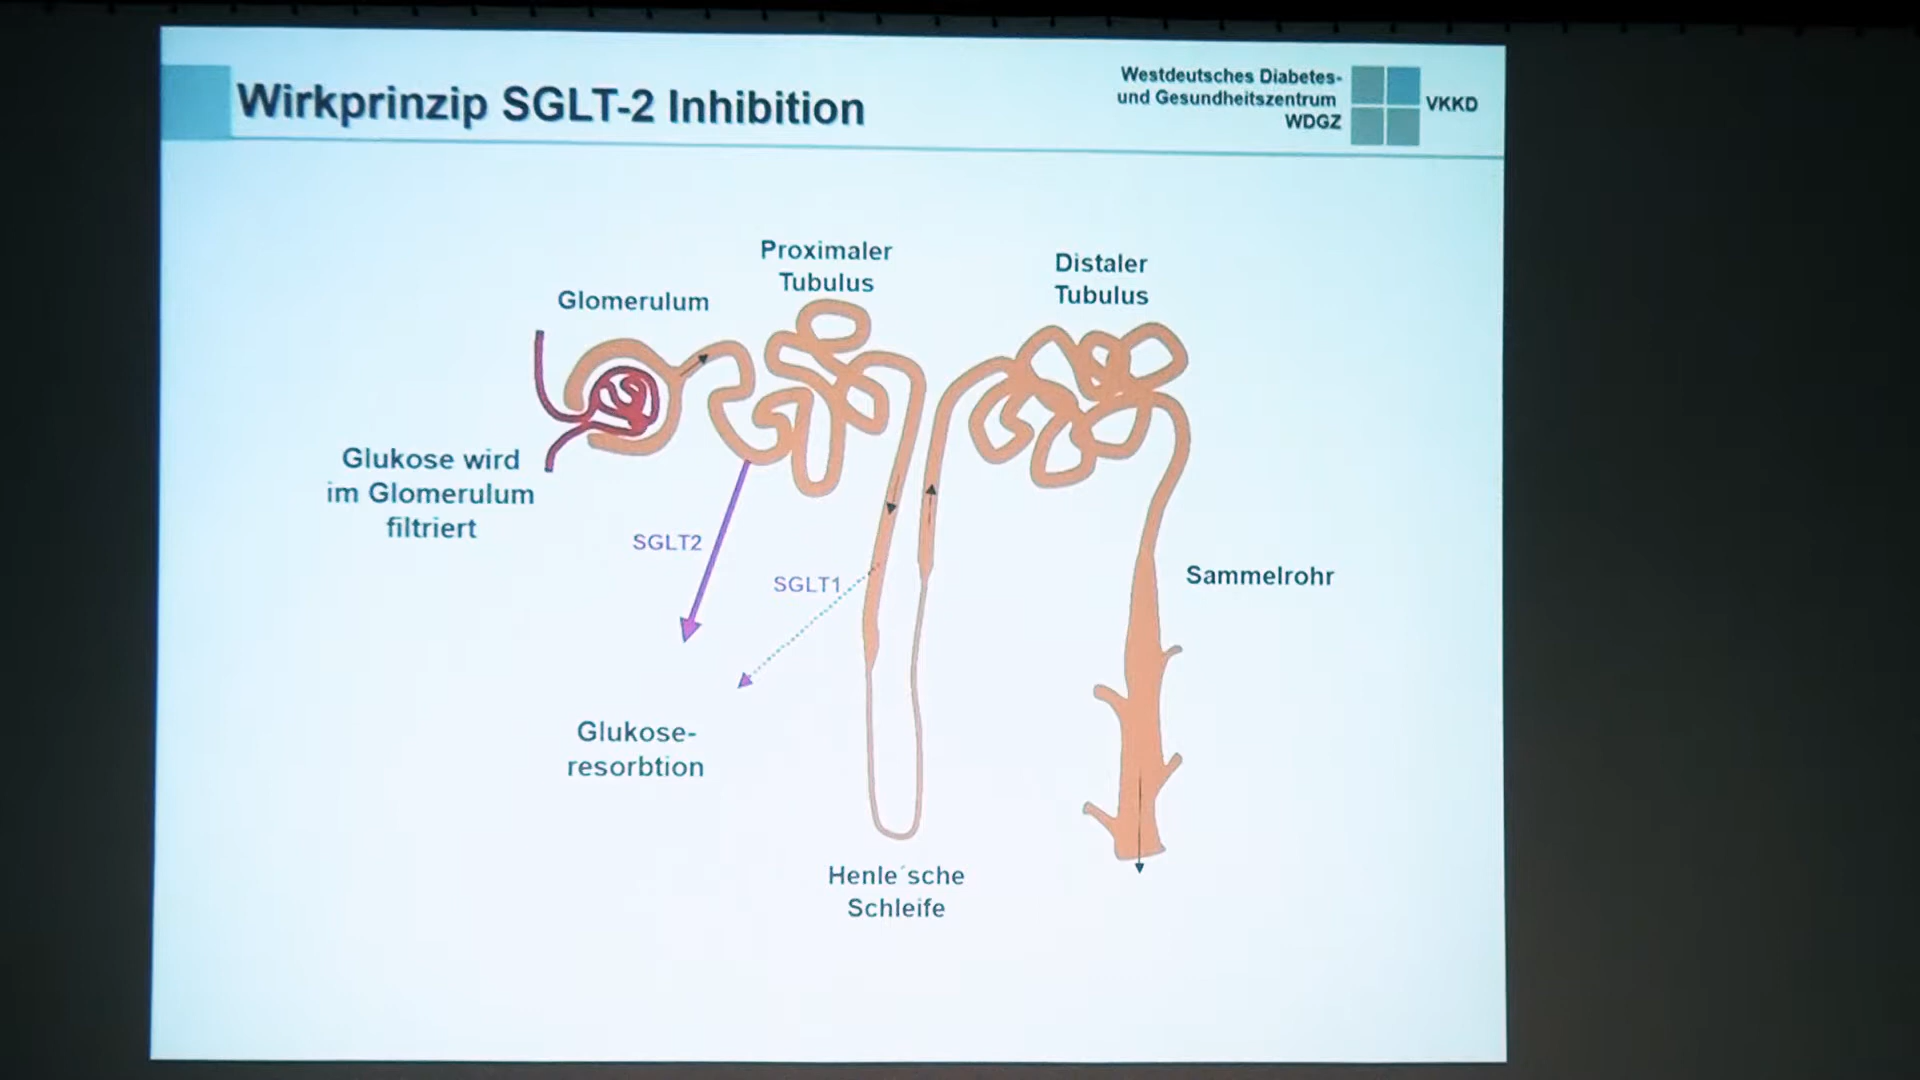 Wirkprinzip SGLT-2 Inhibition
Westdeutsches Diabetes-
und Gesundheitszentrum
WDGZ
VKKD
Proximaler
Tubulus
Distaler
Tubulus
Glomerulum
Glukose wird
im Glomerulum
filtriert
SGLT2
SGLT1
Sammelrohr
Glukose-
resorbtion
Henle´sche
Schleife